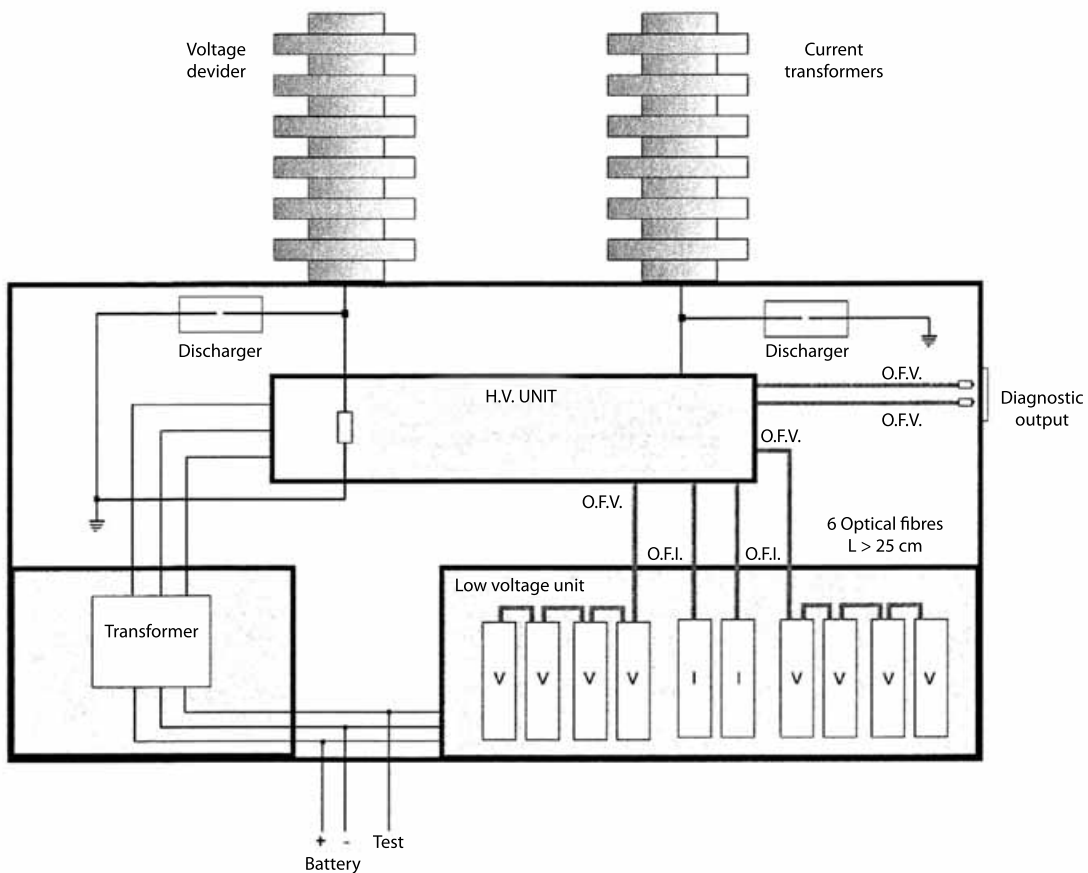 Voltage
devider
Current
transformers
Discharger
Discharger
H.V. UNIT
O.F.V.
O.F.V.
Diagnostic
output
O.F.V.
O.F.V.
6 Optical fibres
L > 25 cm
O.F.I.
O.F.I.
Low voltage unit
Transformer
V V V V I I V V V V
+ - Test
Battery